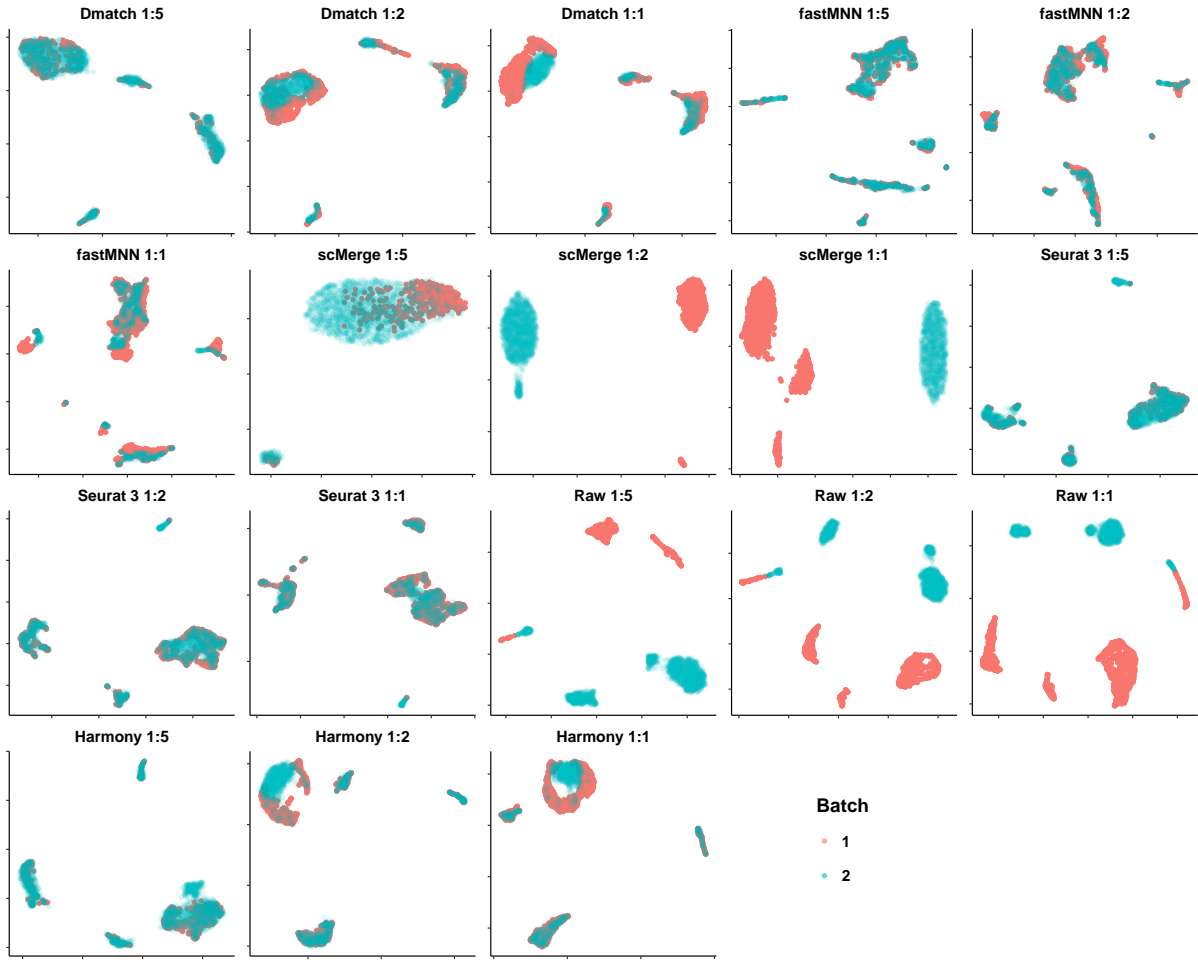 Dmatch 1:5
Dmatch 1:2
Dmatch 1:1
fastMNN 1:5
fastMNN 1:2
fastMNN 1:1
scMerge 1:5
scMerge 1:2
scMerge 1:1
Seurat 3 1:5
Seurat 3 1:2
Seurat 3 1:1
Raw 1:5
Raw 1:2
Raw 1:1
Harmony 1:5
Harmony 1:2
Harmony 1:1
Batch
1
2